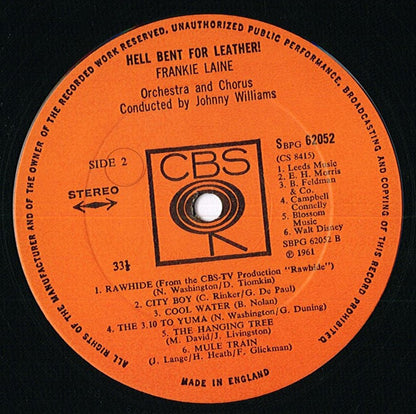 ALL RIGHTS OF THE MANUFACTURER AND OF THE OWNER OF THE RECORDED WORK RESERVED, UNAUTHORIZED PUBLIC PERFORMANCE, BROADCASTING AND COPYING OF THIS RECORD PROHIBITED.
HELL BENT FOR LEATHER!
FRANKIE LAINE
Orchestra and Chorus
Conducted by Johnny Williams
SIDE 2
STEREO
33⅓
CBS
SBPG 62052
(CS 8415)
1. Leeds Music
2. E. H. Morris
3. B. Feldman
& Co.
4. Campbell
Connelly
5. Blossom
Music
6. Walt Disney
SBPG 62052 B
℗ 1961
1. RAWHIDE (From the CBS-TV Production "Rawhide")
(N. Washington/D. Tiomkin)
2. CITY BOY (C. Rinker/G. De Paul)
3. COOL WATER (B. Nolan)
4. THE 3.10 TO YUMA (N. Washington/G. Duning)
5. THE HANGING TREE
(M. David/J. Livingston)
6. MULE TRAIN
(J. Lange/H. Heath/F. Glickman)
MADE IN ENGLAND